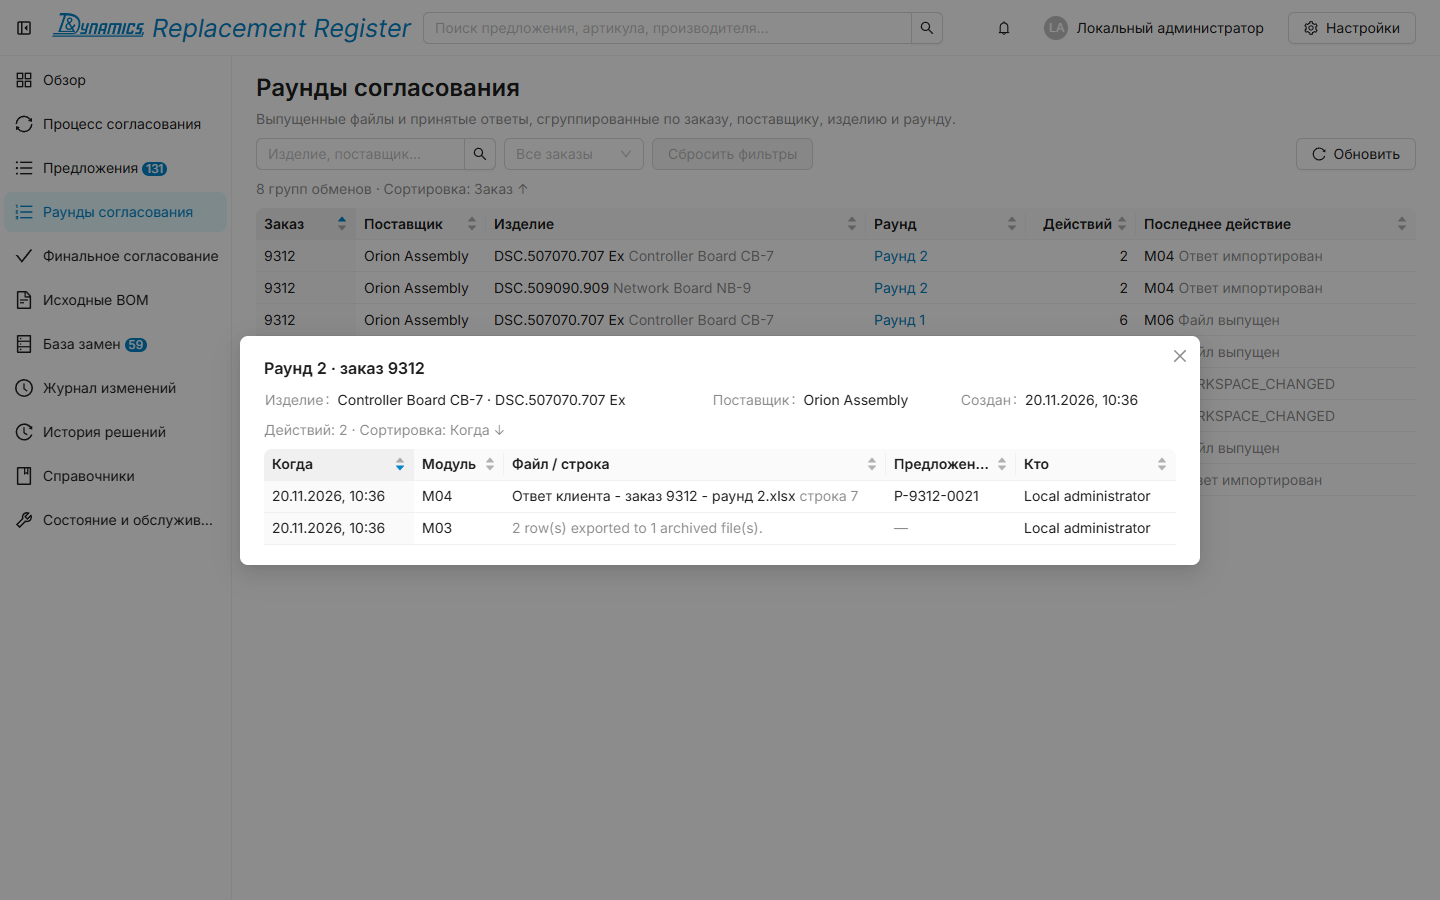 Dynamics Replacement Register
Поиск предложения, артикула, производителя...
LA Локальный администратор
Настройки
Обзор
Процесс согласования
Предложения 131
Раунды согласования
Финальное согласование
Исходные BOM
База замен 59
Журнал изменений
История решений
Справочники
Состояние и обслужив...
Раунды согласования
Выпущенные файлы и принятые ответы, сгруппированные по заказу, поставщику, изделию и раунду.
Изделие, поставщик... Все заказы Сбросить фильтры Обновить
8 групп обменов · Сортировка: Заказ ↑
Заказ Поставщик Изделие Раунд Действий Последнее действие
9312 Orion Assembly DSC.507070.707 Ex Controller Board CB-7 Раунд 2 2 M04 Ответ импортирован
9312 Orion Assembly DSC.509090.909 Network Board NB-9 Раунд 2 2 M04 Ответ импортирован
9312 Orion Assembly DSC.507070.707 Ex Controller Board CB-7 Раунд 1 6 M06 Файл выпущен
выпущен
RKSPACE_CHANGED
RKSPACE_CHANGED
выпущен
импортирован
Раунд 2 · заказ 9312
Изделие: Controller Board CB-7 · DSC.507070.707 Ex Поставщик: Orion Assembly Создан: 20.11.2026, 10:36
Действий: 2 · Сортировка: Когда ↓
Когда Модуль Файл / строка Предложен... Кто
20.11.2026, 10:36 M04 Ответ клиента - заказ 9312 - раунд 2.xlsx строка 7 P-9312-0021 Local administrator
20.11.2026, 10:36 M03 2 row(s) exported to 1 archived file(s). — Local administrator